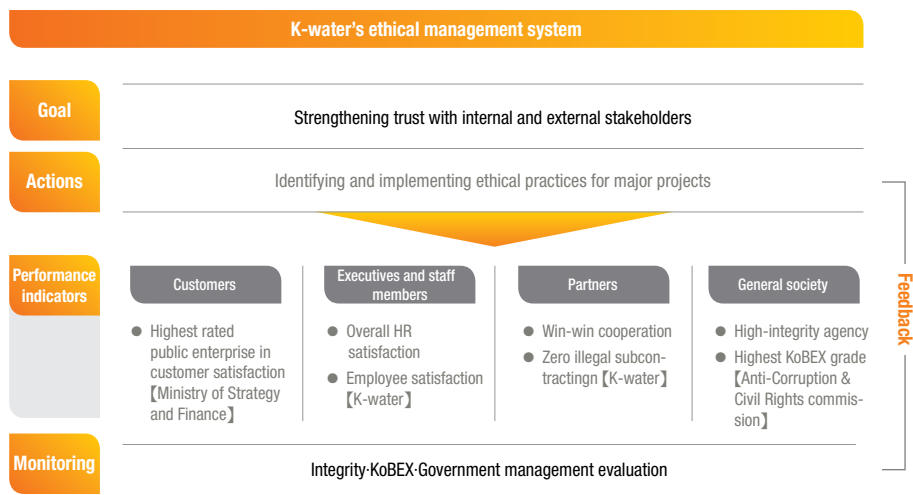 K-water's ethical management system
Goal
Strengthening trust with internal and external stakeholders
Actions
Identifying and implementing ethical practices for major projects
Performance
indicators
Customers
● Highest rated
public enterprise in
customer satisfaction
【Ministry of Strategy
and Finance】
Executives and staff
members
● Overall HR
satisfaction
● Employee satisfaction
【K-water】
Partners
● Win-win cooperation
● Zero illegal subcon-
tractingn【K-water】
General society
● High-integrity agency
● Highest KoBEX grade
【Anti-Corruption &
Civil Rights commis-
sion】
Feedback
Monitoring
Integrity·KoBEX·Government management evaluation